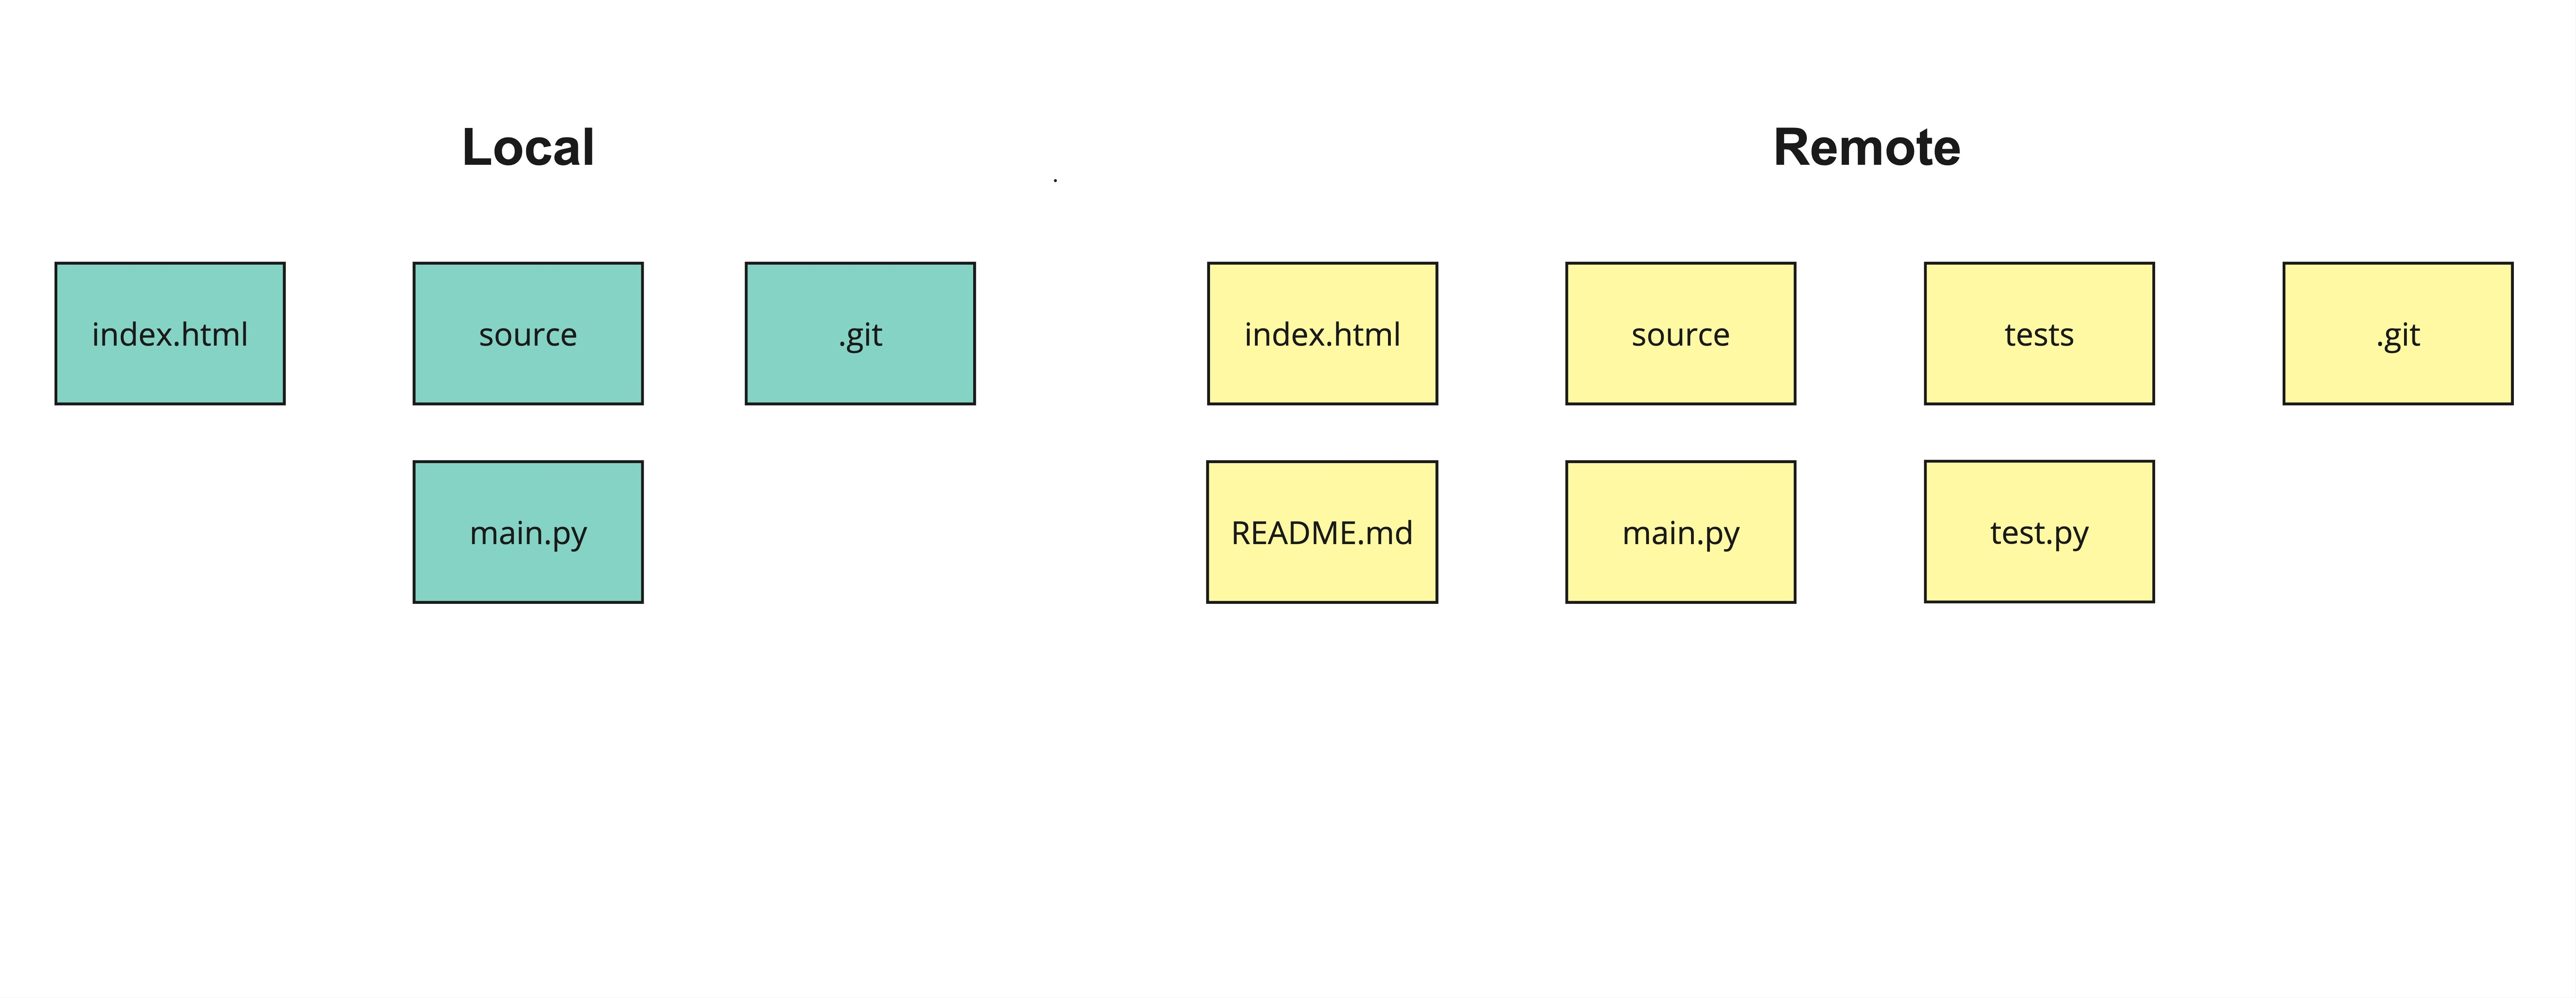 Local
Remote
.
index.html
source
.git
index.html
source
tests
.git
main.py
README.md
main.py
test.py